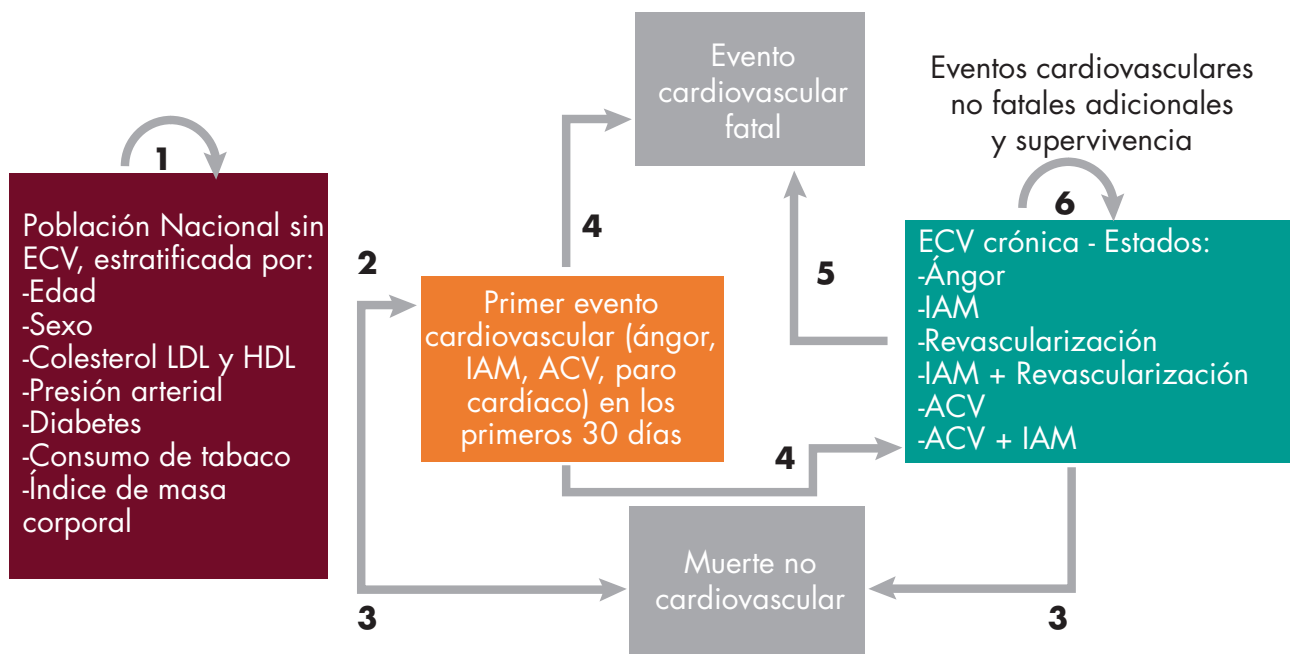 1
Población Nacional sin
ECV, estratificada por:
-Edad
-Sexo
-Colesterol LDL y HDL
-Presión arterial
-Diabetes
-Consumo de tabaco
-Índice de masa
corporal
2
3
4
Primer evento
cardiovascular (ángor,
IAM, ACV, paro
cardíaco) en los
primeros 30 días
4
Evento
cardiovascular
fatal
5
Muerte no
cardiovascular
Eventos cardiovasculares
no fatales adicionales
y supervivencia
6
ECV crónica - Estados:
-Ángor
-IAM
-Revascularización
-IAM + Revascularización
-ACV
-ACV + IAM
3